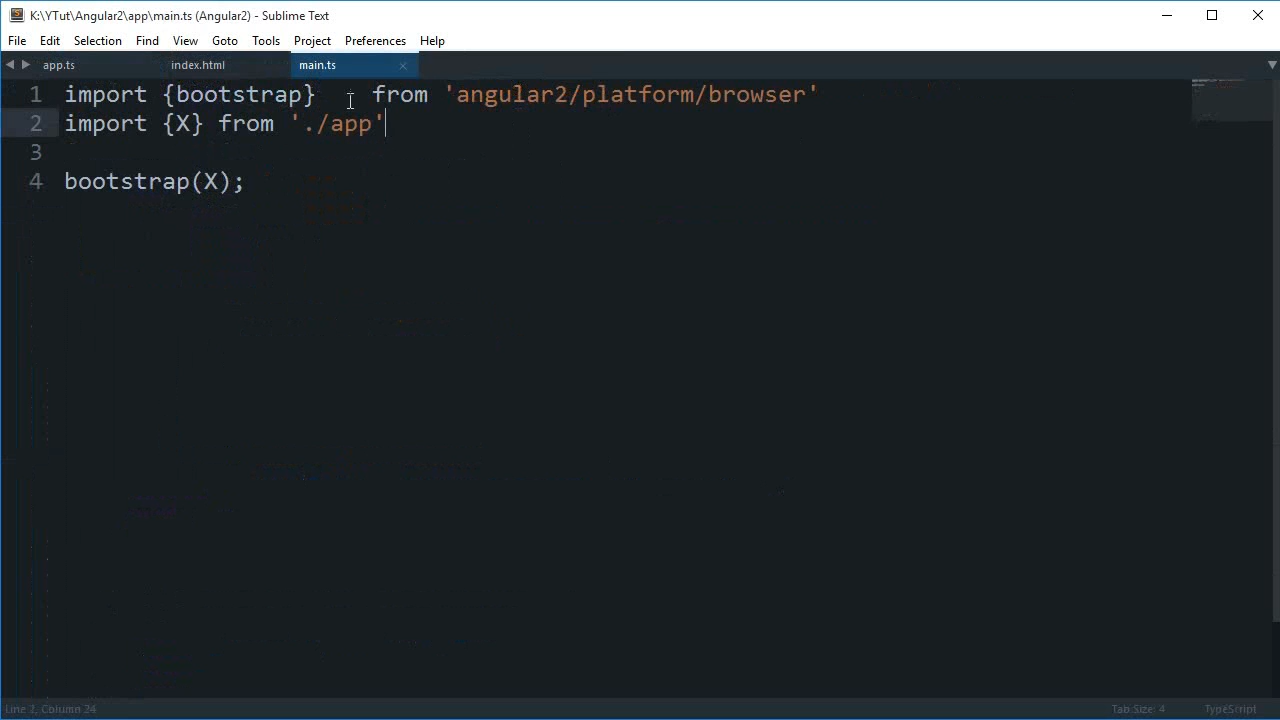 K:\YTut\Angular2\app\main.ts (Angular2) - Sublime Text
File Edit Selection Find View Goto Tools Project Preferences Help
app.ts index.html main.ts
1 import {bootstrap}    from 'angular2/platform/browser'
2 import {X} from './app'
3
4 bootstrap(X);
Line 2, Column 24 Tab Size: 4 TypeScript